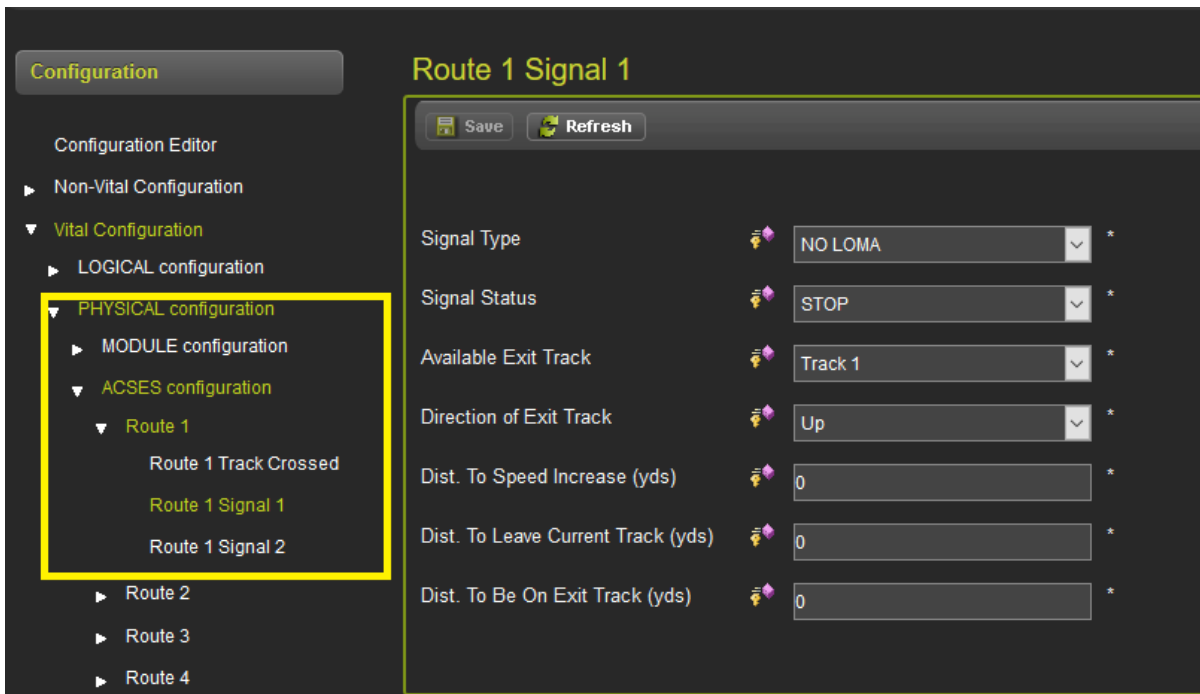 Configuration
Configuration Editor
Non-Vital Configuration
Vital Configuration
LOGICAL configuration
PHYSICAL configuration
MODULE configuration
ACSES configuration
Route 1
Route 1 Track Crossed
Route 1 Signal 1
Route 1 Signal 2
Route 2
Route 3
Route 4
Route 1 Signal 1
Save Refresh
Signal Type NO LOMA *
Signal Status STOP *
Available Exit Track Track 1 *
Direction of Exit Track Up *
Dist. To Speed Increase (yds) 0 *
Dist. To Leave Current Track (yds) 0 *
Dist. To Be On Exit Track (yds) 0 *